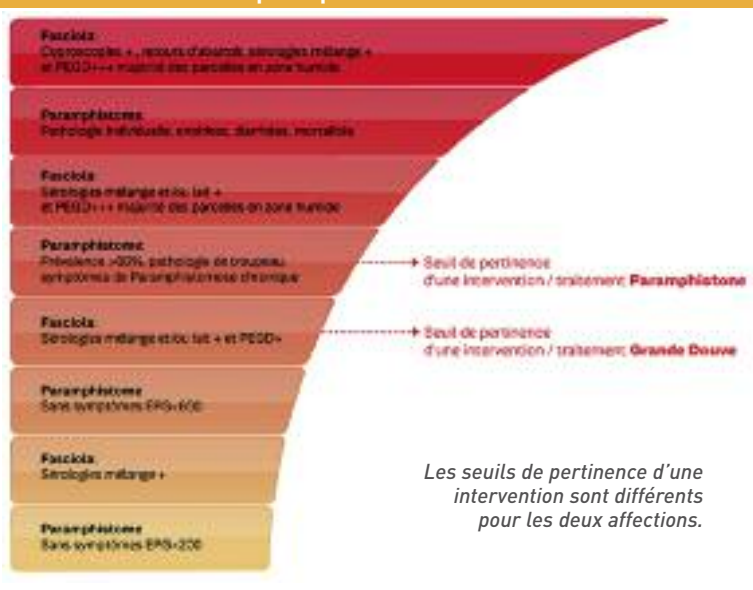 Fasciola
Coproscopies +, retours d'abattoir, sérologies mélange +
et PEGD+++ majorité des parcelles en zone humide
Paramphistome
Pathologie individuelle, diarrhées, mortalités
Fasciola
Sérologies mélange et/ou lait +
et PEGD+++ majorité des parcelles en zone humide
Paramphistome
Prévalence >80%, pathologie de troupeau,
symptômes de Paramphistomose chronique
Seuil de pertinence
d'une intervention / traitement Paramphistome
Fasciola
Sérologies mélange et/ou lait + et PEGD+
Seuil de pertinence
d'une intervention / traitement Grande Douve
Paramphistome
Sans symptômes EPG<600
Fasciola
Sérologies mélange +
Paramphistome
Sans symptômes EPG<200
Les seuils de pertinence d'une
intervention sont différents
pour les deux affections.